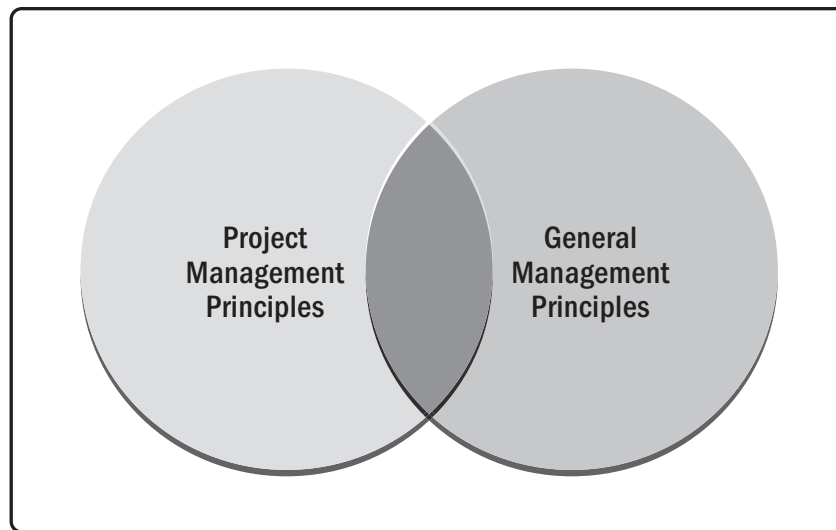 Project
Management
Principles
General
Management
Principles